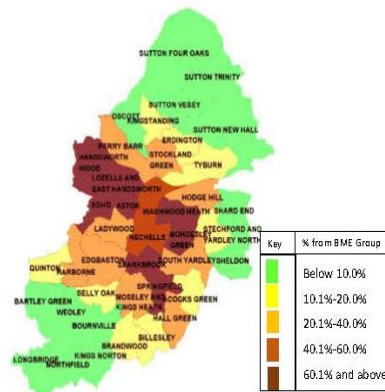 SUTTON FOUR OAKS
SUTTON TRINITY
SUTTON VESEY
OSCOTT
KINGSTANDING
SUTTON NEW HALL
ERDINGTON
PERRY BARR
STOCKLAND
GREEN
TYBURN
HANDSWORTH
WOOD
LOZELLS AND
EAST HANDSWORTH
HODGE HILL
SOHO
ASTON
WASHWOOD HEATH
SHARD END
LADYWOOD
NECHELLS
BORDESLEY
GREEN
STECHFORD AND
YARDLEY NORTH
EDGBASTON
SOUTH YARDLEY
SHELDON
QUINTON
HARBORNE
SPARKBROOK
SPRINGFIELD
SELLY OAK
MOSELEY AND
KINGS HEATH
ACOCKS GREEN
BARTLEY GREEN
WEOLEY
BOURNVILLE
HALL GREEN
BILLESLEY
BRANDWOOD
KINGS NORTON
LONGBRIDGE
NORTHFIELD
Key % from BME Group
Below 10.0%
10.1%-20.0%
20.1%-40.0%
40.1%-60.0%
60.1% and above